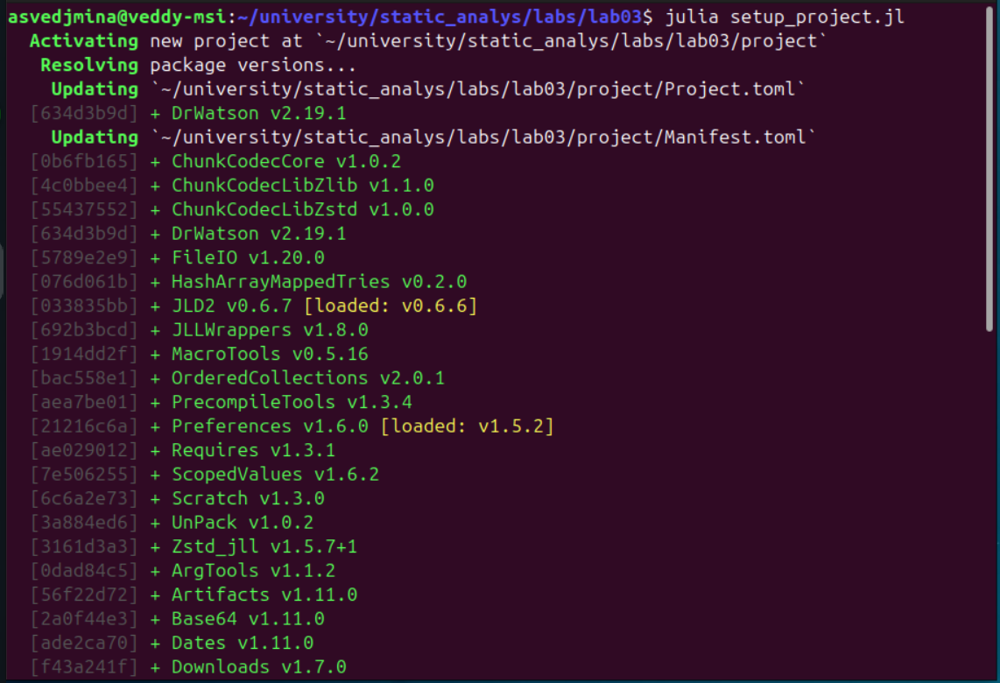 asvedjmina@veddy-msi:~/university/static_analys/labs/lab03$ julia setup_project.jl
Activating new project at `~/university/static_analys/labs/lab03/project`
Resolving package versions...
Updating `~/university/static_analys/labs/lab03/project/Project.toml`
[634d3b9d] + DrWatson v2.19.1
Updating `~/university/static_analys/labs/lab03/project/Manifest.toml`
[0b6fb165] + ChunkCodecCore v1.0.2
[4c0bbee4] + ChunkCodecLibZlib v1.1.0
[55437552] + ChunkCodecLibZstd v1.0.0
[634d3b9d] + DrWatson v2.19.1
[5789e2e9] + FileIO v1.20.0
[076d061b] + HashArrayMappedTries v0.2.0
[033835bb] + JLD2 v0.6.7 [loaded: v0.6.6]
[692b3bcd] + JLLWrappers v1.8.0
[1914dd2f] + MacroTools v0.5.16
[bac558e1] + OrderedCollections v2.0.1
[aea7be01] + PrecompileTools v1.3.4
[21216c6a] + Preferences v1.6.0 [loaded: v1.5.2]
[ae029012] + Requires v1.3.1
[7e506255] + ScopedValues v1.6.2
[6c6a2e73] + Scratch v1.3.0
[3a884ed6] + UnPack v1.0.2
[3161d3a3] + Zstd_jll v1.5.7+1
[0dad84c5] + ArgTools v1.1.2
[56f22d72] + Artifacts v1.11.0
[2a0f44e3] + Base64 v1.11.0
[ade2ca70] + Dates v1.11.0
[f43a241f] + Downloads v1.7.0